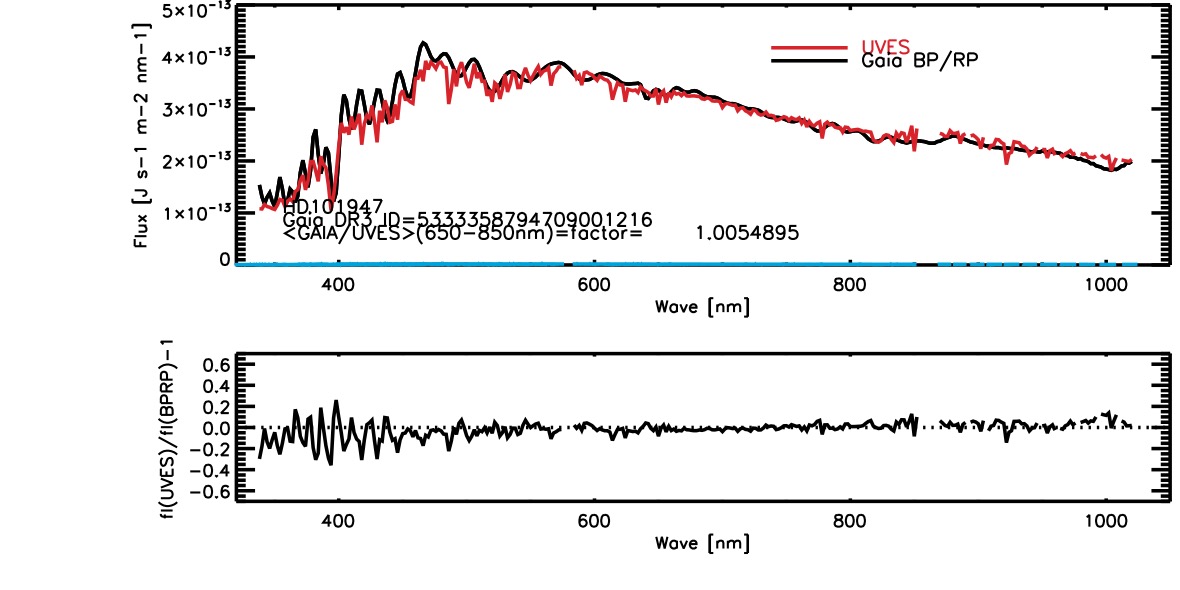 5×10−13
4×10−13
3×10−13
2×10−13
1×10−13
0
Flux [J s−1 m−2 nm−1]
UVES
Gaia BP/RP
HD101947
Gaia DR3 ID=5333358794709001216
<GAIA/UVES>(650−850nm)=factor= 1.0054895
400 600 800 1000
Wave [nm]
0.6
0.4
0.2
0.0
−0.2
−0.4
−0.6
fl(UVES)/fl(BPRP)−1
400 600 800 1000
Wave [nm]